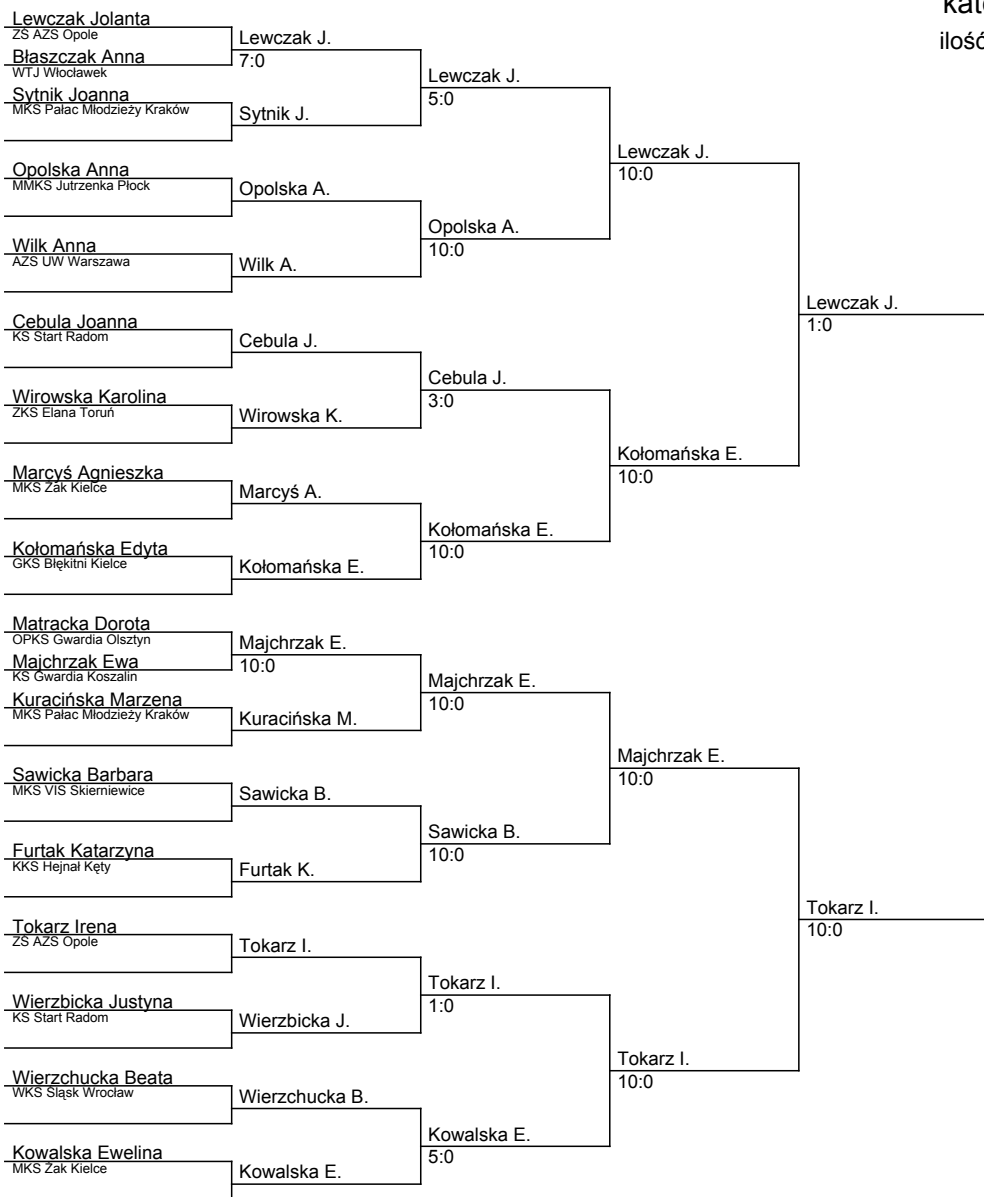 kat
ilość
Lewczak Jolanta
ZS AZS Opole
Błaszczak Anna
WTJ Włocławek
Sytnik Joanna
MKS Pałac Młodzieży Kraków
Opolska Anna
MMKS Jutrzenka Płock
Wilk Anna
AZS UW Warszawa
Cebula Joanna
KS Start Radom
Wirowska Karolina
ZKS Elana Toruń
Marcyś Agnieszka
MKS Żak Kielce
Kołomańska Edyta
GKS Błękitni Kielce
Matracka Dorota
OPKS Gwardia Olsztyn
Majchrzak Ewa
KS Gwardia Koszalin
Kuracińska Marzena
MKS Pałac Młodzieży Kraków
Sawicka Barbara
MKS VIS Skierniewice
Furtak Katarzyna
KKS Hejnał Kęty
Tokarz Irena
ZS AZS Opole
Wierzbicka Justyna
KS Start Radom
Wierzchucka Beata
WKS Śląsk Wrocław
Kowalska Ewelina
MKS Żak Kielce
Lewczak J.
7:0
Sytnik J.
Opolska A.
Wilk A.
Cebula J.
Wirowska K.
Marcyś A.
Kołomańska E.
Majchrzak E.
10:0
Kuracińska M.
Sawicka B.
Furtak K.
Tokarz I.
Wierzbicka J.
Wierzchucka B.
Kowalska E.
Lewczak J.
5:0
Opolska A.
10:0
Cebula J.
3:0
Kołomańska E.
10:0
Majchrzak E.
10:0
Sawicka B.
10:0
Tokarz I.
1:0
Kowalska E.
5:0
Lewczak J.
10:0
Kołomańska E.
10:0
Majchrzak E.
10:0
Tokarz I.
10:0
Lewczak J.
1:0
Tokarz I.
10:0